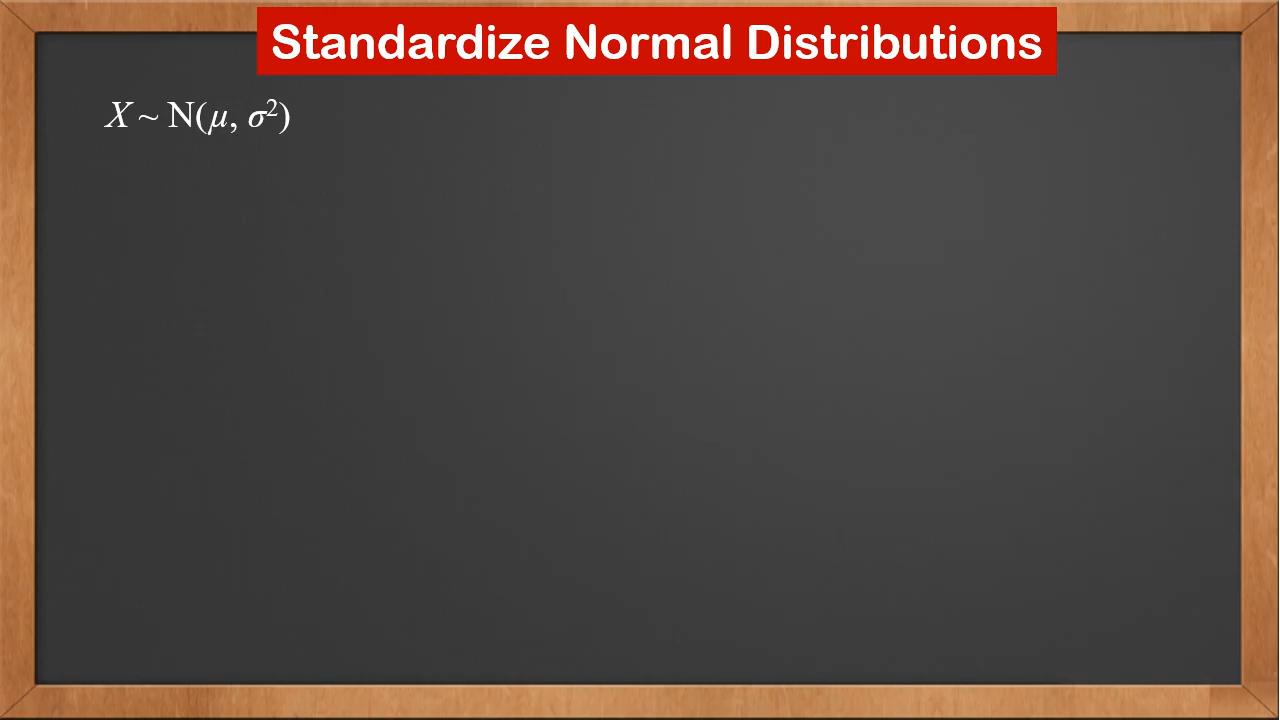 Standardize Normal Distributions
X ~ N(μ, σ²)